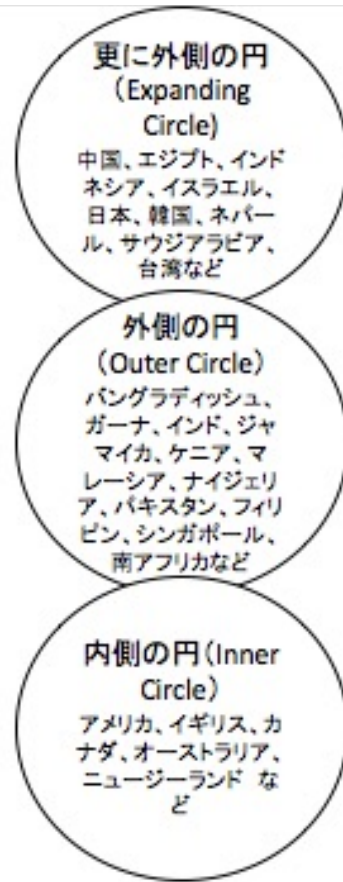 更に外側の円
（Expanding
Circle)
中国、エジプト、インド
ネシア、イスラエル、
日本、韓国、ネパー
ル、サウジアラビア、
台湾など
外側の円
（Outer Circle）
バングラディッシュ、
ガーナ、インド、ジャ
マイカ、ケニア、マ
レーシア、ナイジェリ
ア、パキスタン、フィリ
ピン、シンガポール、
南アフリカなど
内側の円（Inner
Circle）
アメリカ、イギリス、カ
ナダ、オーストラリア、
ニュージーランド な
ど